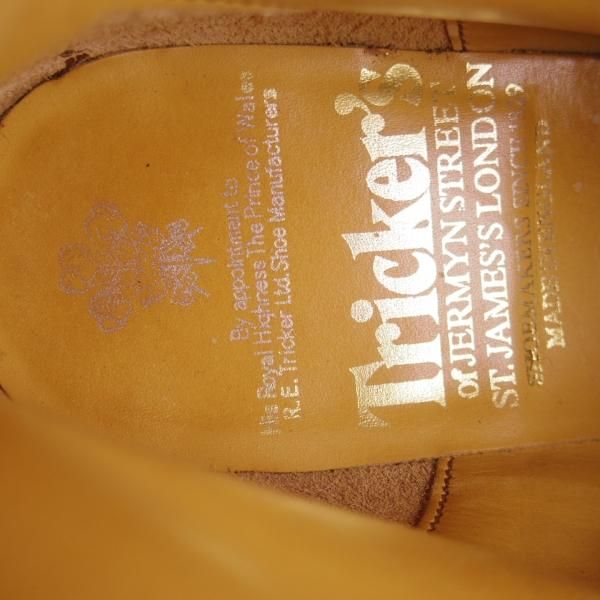 By appointment to
His Royal Highness The Prince of Wales
R.E. Tricker Ltd. Shoe Manufacturers
Tricker's
of JERMYN STREET
ST. JAMES'S LONDON
SHOEMAKERS SINCE 1829
MADE IN ENGLAND